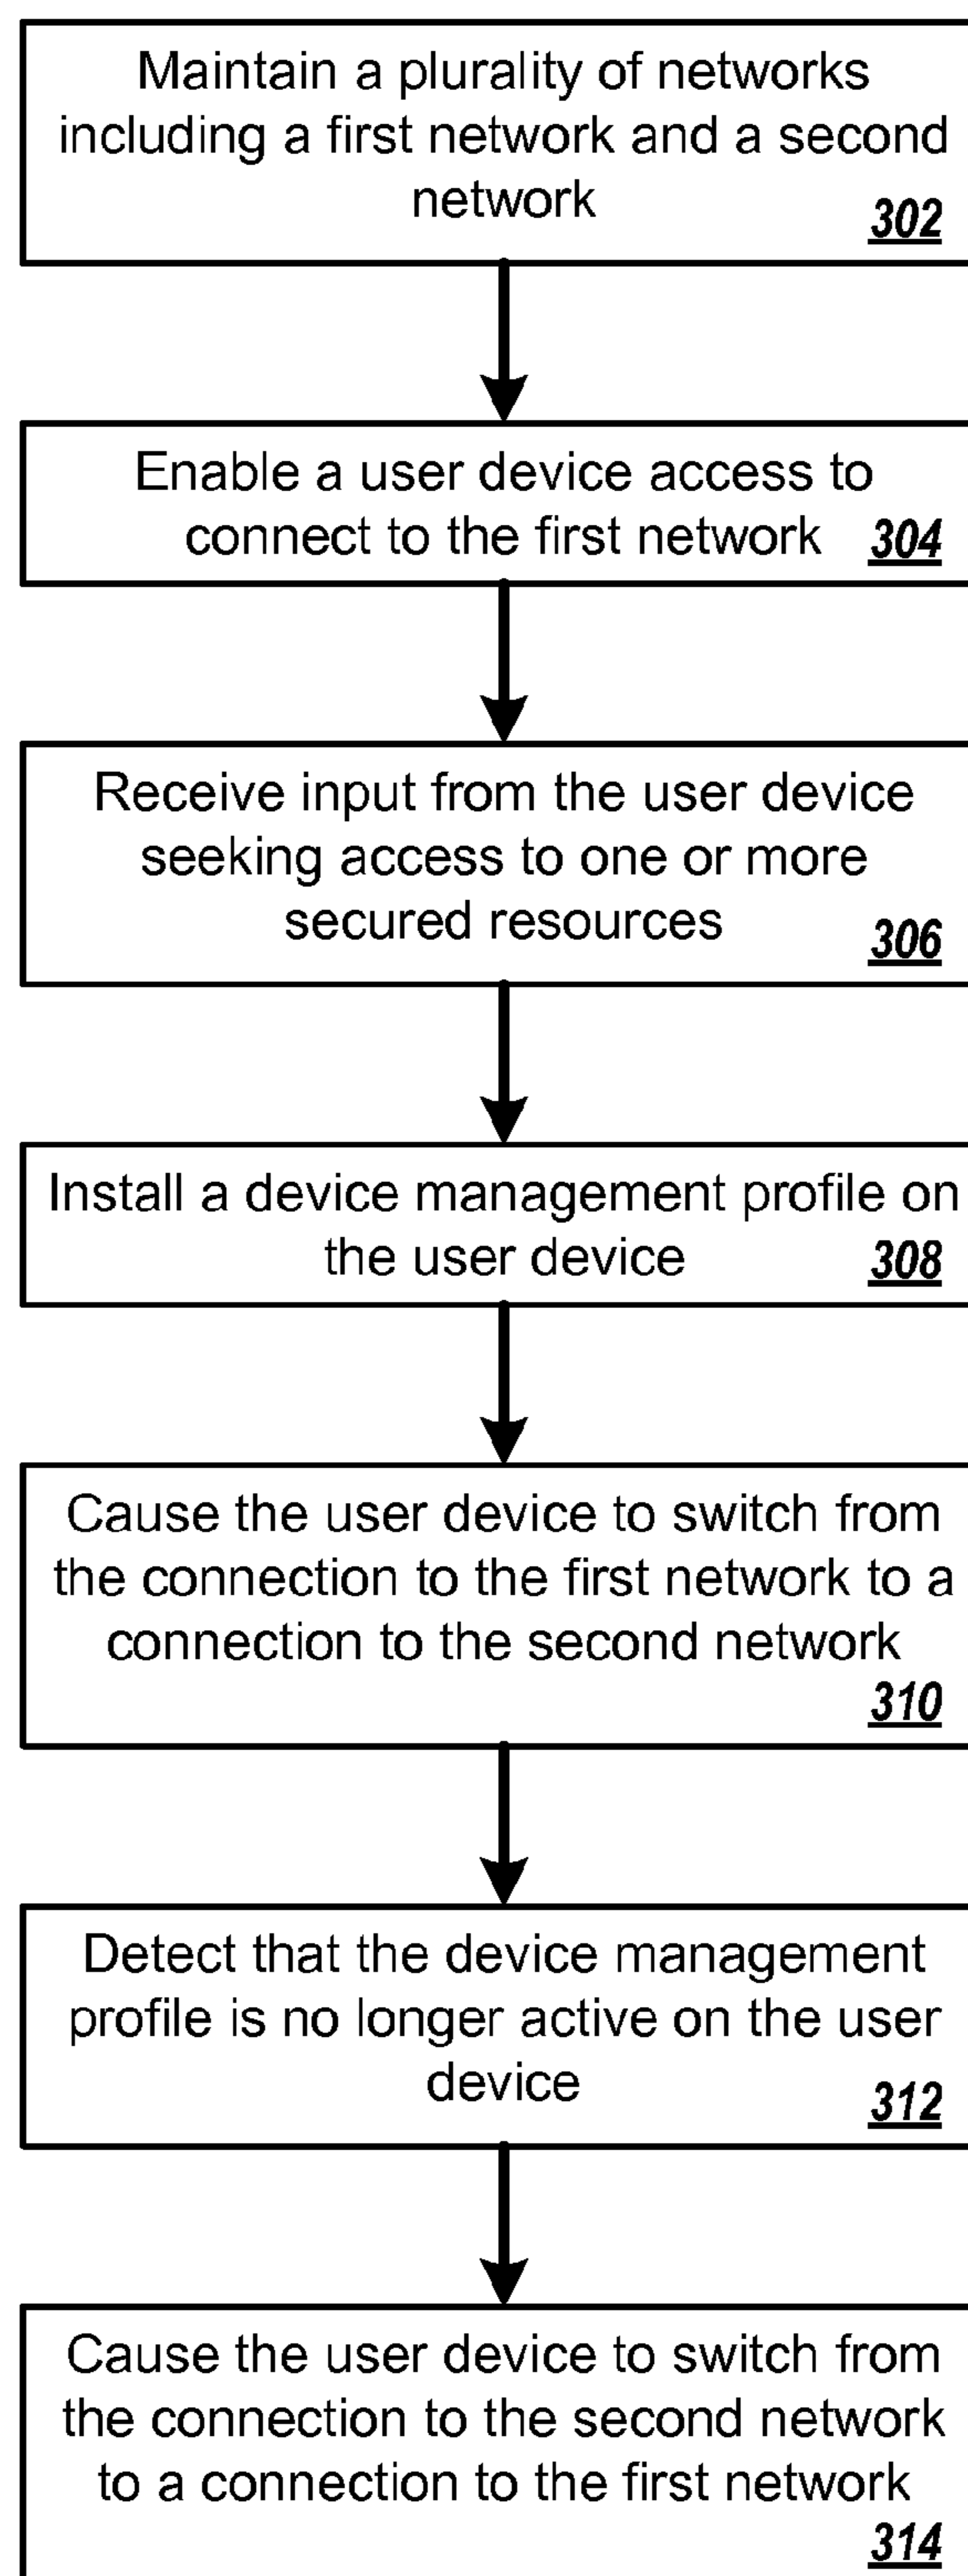 Maintain a plurality of networks
including a first network and a second
network
302
Enable a user device access to
connect to the first network 304
Receive input from the user device
seeking access to one or more
secured resources
306
Install a device management profile on
the user device 308
Cause the user device to switch from
the connection to the first network to a
connection to the second network
310
Detect that the device management
profile is no longer active on the user
device
312
Cause the user device to switch from
the connection to the second network
to a connection to the first network
314